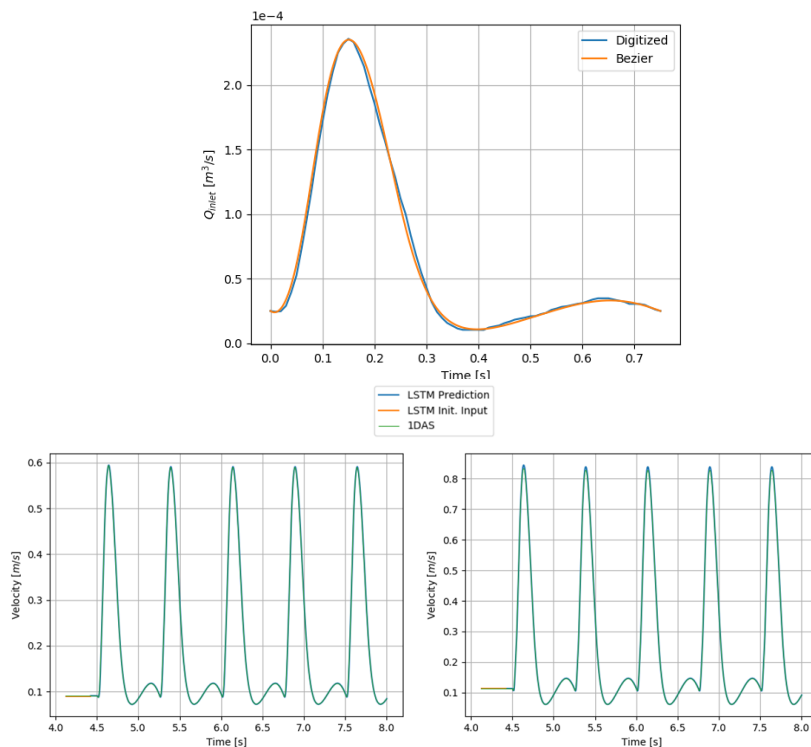 1e−4
Digitized
Bezier
2.0
1.5
1.0
0.5
0.0
Q_inlet [m^3/s]
0.0 0.1 0.2 0.3 0.4 0.5 0.6 0.7
Time [s]
LSTM Prediction
LSTM Init. Input
1DAS
0.6
0.5
0.4
0.3
0.2
0.1
Velocity [m/s]
4.0 4.5 5.0 5.5 6.0 6.5 7.0 7.5 8.0
Time [s]
0.8
0.7
0.6
0.5
0.4
0.3
0.2
0.1
Velocity [m/s]
4.0 4.5 5.0 5.5 6.0 6.5 7.0 7.5 8.0
Time [s]